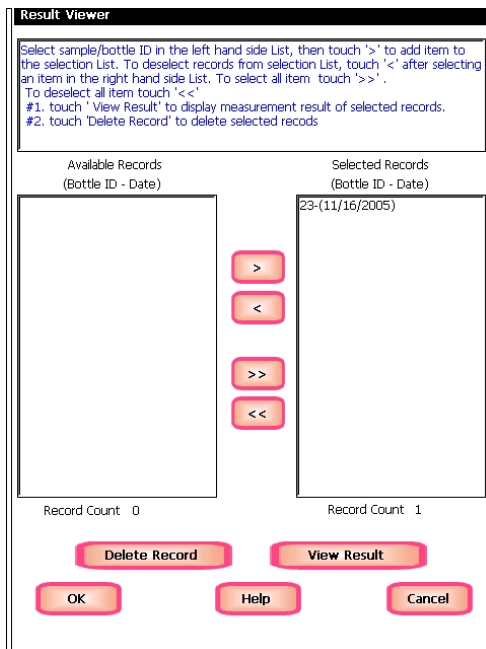 Result Viewer
Select sample/bottle ID in the left hand side List, then touch '>' to add item to
the selection List. To deselect records from selection List, touch '<' after selecting
an item in the right hand side List. To select all item  touch '>>' .
To deselect all item touch '<<'
#1. touch ' View Result' to display measurement result of selected records.
#2. touch 'Delete Record' to delete selected recods
Available Records
(Bottle ID - Date)
Selected Records
(Bottle ID - Date)
23-(11/16/2005)
>
<
>>
<<
Record Count 0
Record Count 1
Delete Record
View Result
OK
Help
Cancel